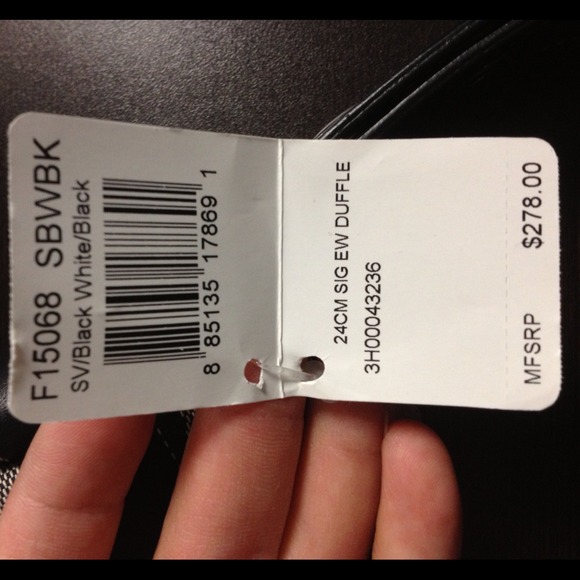 F15068 SBWBK
SV/Black White/Black
8 85135 17869 1
24CM SIG EW DUFFLE
3H00043236
MFSRP $278.00